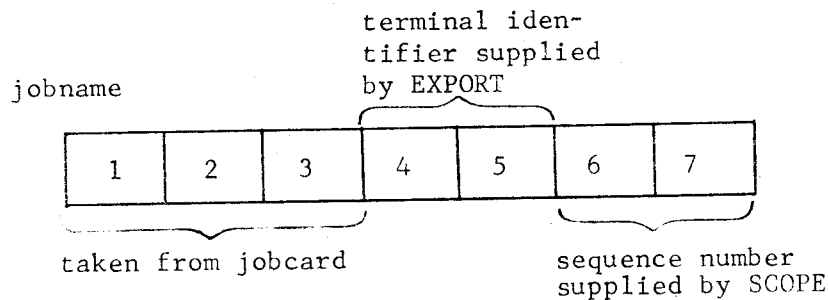 terminal iden-
tifier supplied
by EXPORT
jobname
1 2 3 4 5 6 7
taken from jobcard
sequence number
supplied by SCOPE